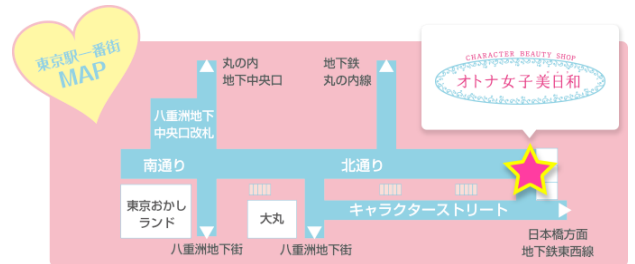 東京駅一番街
MAP
丸の内
地下中央口
地下鉄
丸の内線
CHARACTER BEAUTY SHOP
オトナ女子美日和
八重洲地下
中央口改札
南通り
北通り
東京おかし
ランド
大丸
キャラクターストリート
八重洲地下街
八重洲地下街
日本橋方面
地下鉄東西線